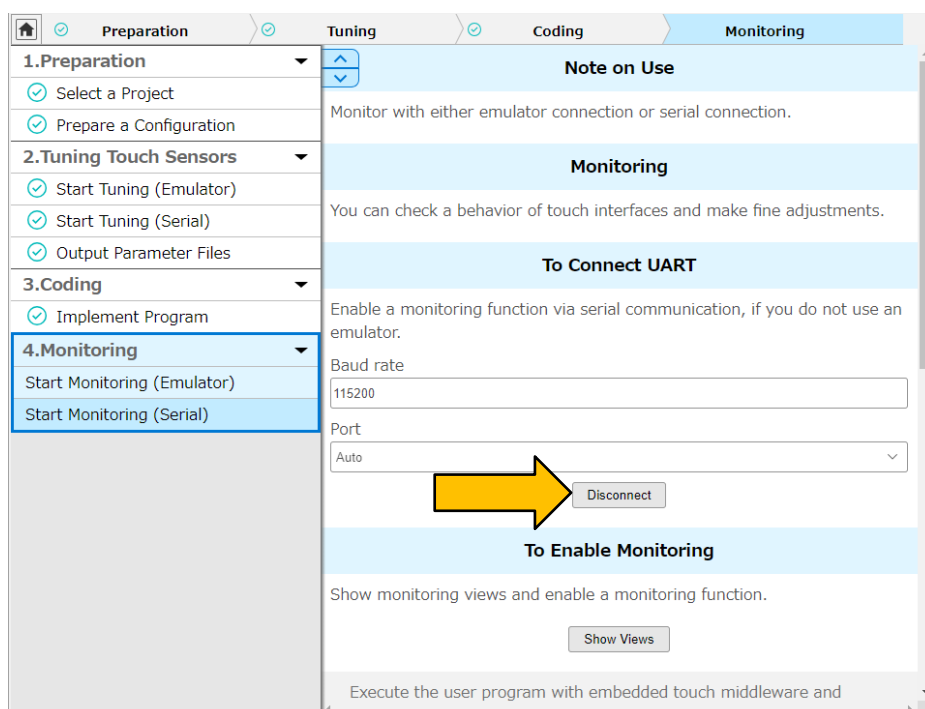 Preparation
Tuning
Coding
Monitoring
1.Preparation
Select a Project
Prepare a Configuration
2.Tuning Touch Sensors
Start Tuning (Emulator)
Start Tuning (Serial)
Output Parameter Files
3.Coding
Implement Program
4.Monitoring
Start Monitoring (Emulator)
Start Monitoring (Serial)
Note on Use
Monitor with either emulator connection or serial connection.
Monitoring
You can check a behavior of touch interfaces and make fine adjustments.
To Connect UART
Enable a monitoring function via serial communication, if you do not use an
emulator.
Baud rate
115200
Port
Auto
Disconnect
To Enable Monitoring
Show monitoring views and enable a monitoring function.
Show Views
Execute the user program with embedded touch middleware and